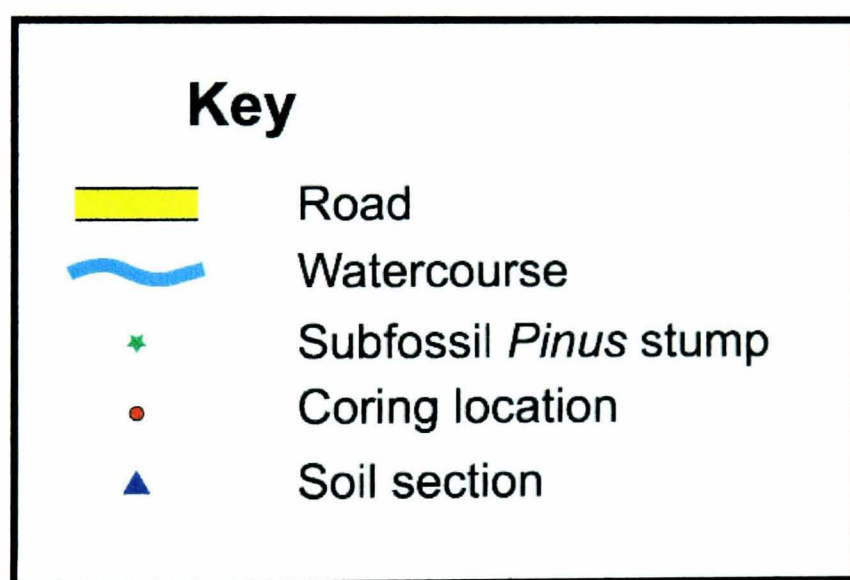 Key
Road
Watercourse
Subfossil Pinus stump
Coring location
Soil section